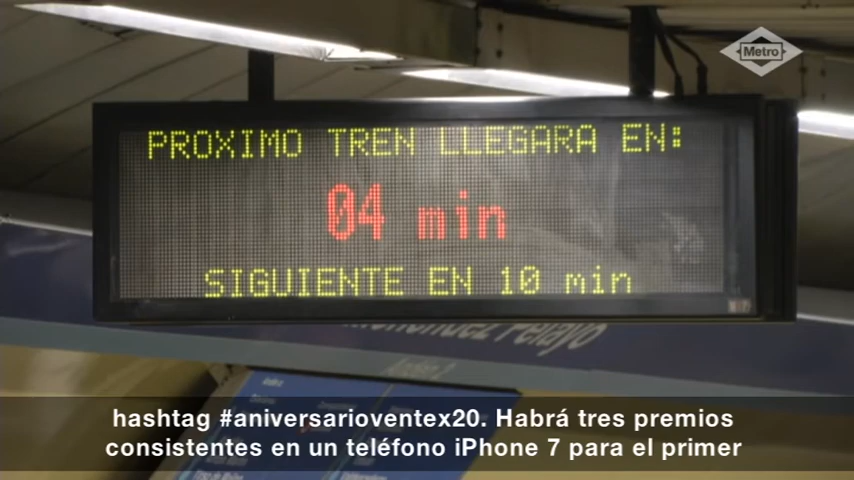 Metro
PROXIMO TREN LLEGARA EN:
04 min
SIGUIENTE EN 10 min
Pelayo
hashtag #aniversarioventex20. Habrá tres premios
consistentes en un teléfono iPhone 7 para el primer